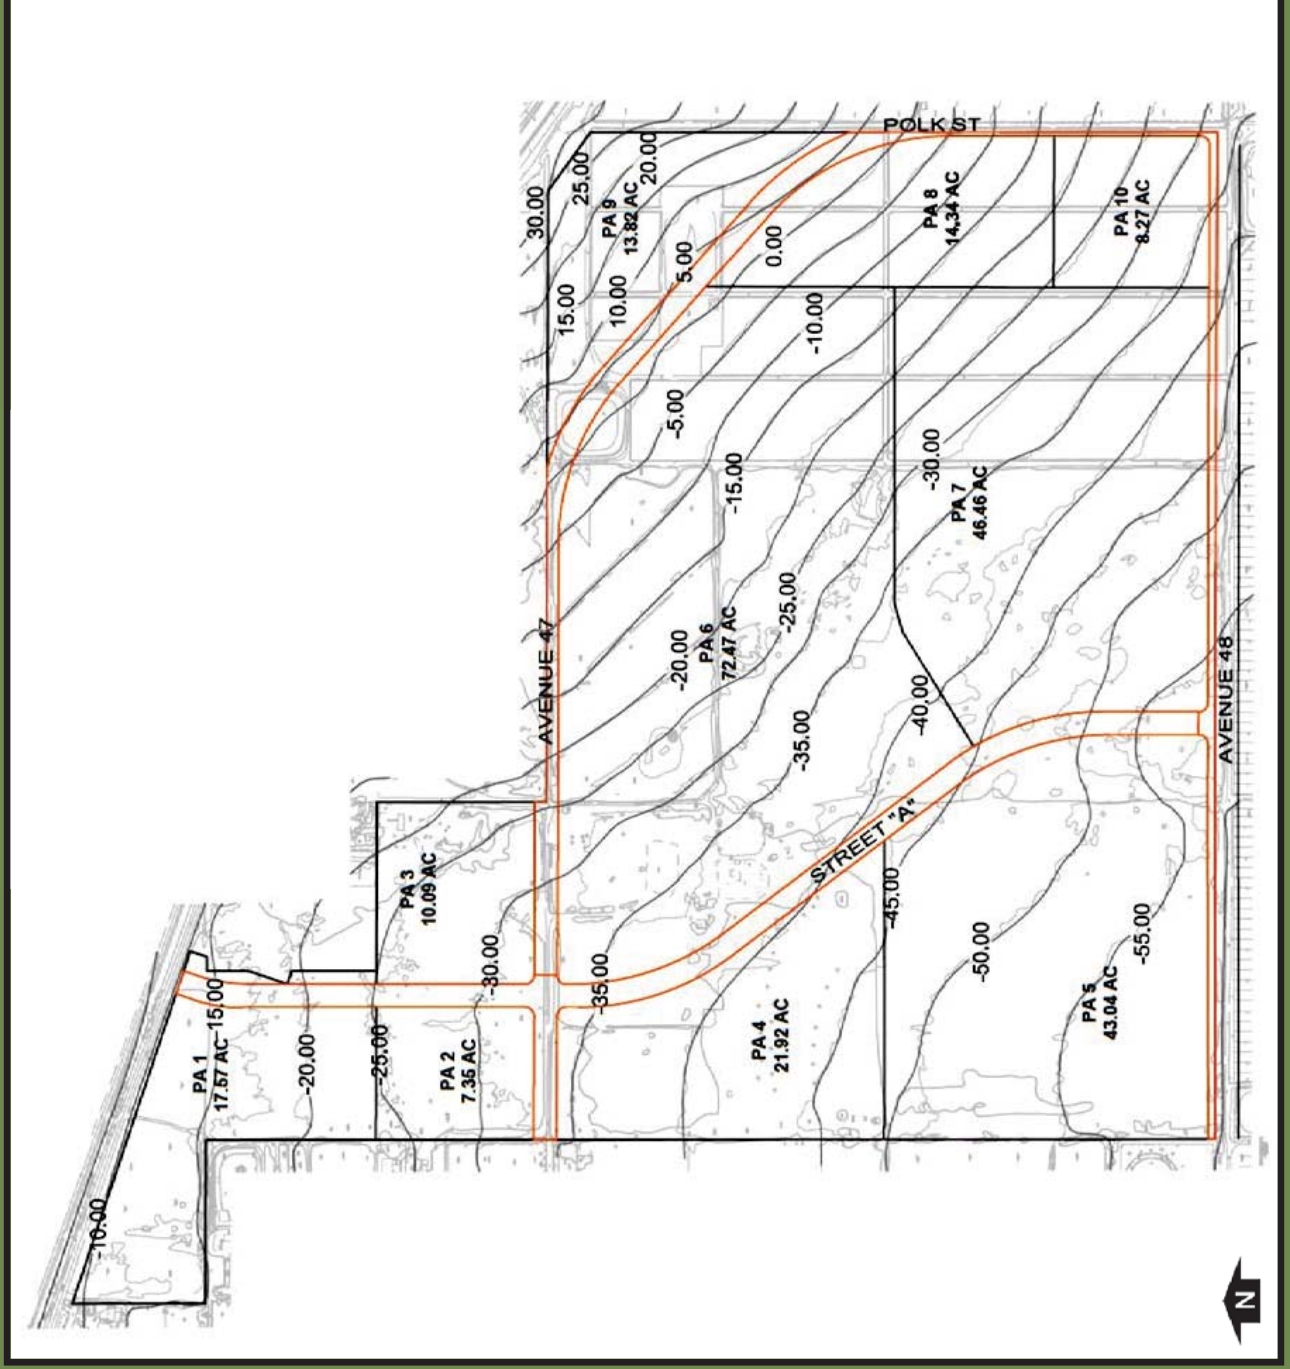 POLK ST
30.00
25.00
20.00
PA 9
13.82 AC
15.00
10.00
5.00
0.00
PA 8
14.34 AC
PA 10
8.27 AC
-10.00
-5.00
-15.00
-30.00
PA 7
46.46 AC
AVENUE 47
-20.00
PA 6
72.47 AC
-25.00
-35.00
-40.00
AVENUE 48
STREET "A"
PA 3
10.09 AC
-45.00
-50.00
-55.00
-30.00
-35.00
-15.00
-20.00
-25.00
PA 1
17.57 AC
PA 2
7.35 AC
PA 4
21.92 AC
PA 5
43.04 AC
-10.00
N